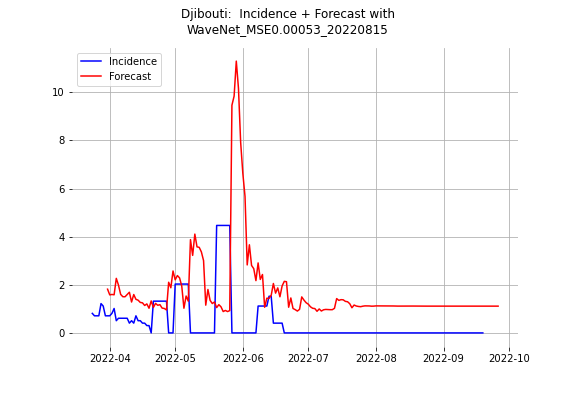 Djibouti:  Incidence + Forecast with
WaveNet_MSE0.00053_20220815
Incidence
Forecast
10
8
6
4
2
0
2022-04 2022-05 2022-06 2022-07 2022-08 2022-09 2022-10